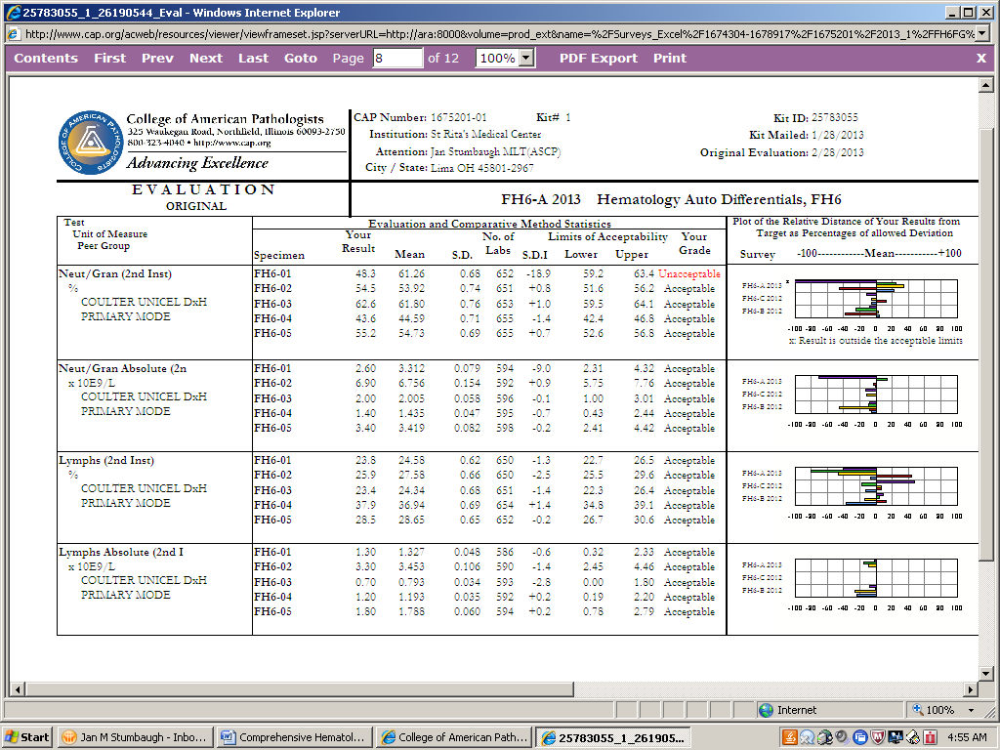 25783055_1_26190544_Eval - Windows Internet Explorer
http://www.cap.org/acweb/resources/viewer/viewframeset.jsp?serverURL=http://ara:8000&volume=prod_ext&name=%2FSurveys_Excel%2F1674304-1678917%2F1675201%2F2013_1%2FFH6FG%
Contents First Prev Next Last Goto Page 8 of 12 100% PDF Export Print X
COLLEGE OF AMERICAN PATHOLOGISTS
College of American Pathologists
325 Waukegan Road, Northfield, Illinois 60093-2750
800-323-4040 • http://www.cap.org
Advancing Excellence
CAP Number: 1675201-01 Kit# 1
Institution: St Rita's Medical Center
Attention: Jan Stumbaugh MLT(ASCP)
City / State: Lima OH 45801-2967
Kit ID: 25783055
Kit Mailed: 1/28/2013
Original Evaluation: 2/28/2013
EVALUATION
ORIGINAL
FH6-A 2013 Hematology Auto Differentials, FH6
Test
Unit of Measure
Peer Group
Evaluation and Comparative Method Statistics
Specimen Your Result Mean S.D. No. of Labs S.D.I Limits of Acceptability Lower Upper Your Grade
Plot of the Relative Distance of Your Results from
Target as Percentages of allowed Deviation
Survey -100------------Mean-----------+100
Neut/Gran (2nd Inst)
%
COULTER UNICEL DxH
PRIMARY MODE
FH6-01 48.3 61.26 0.68 652 -18.9 59.2 63.4 Unacceptable
FH6-02 54.5 53.92 0.74 651 +0.8 51.6 56.2 Acceptable
FH6-03 62.6 61.80 0.76 653 +1.0 59.5 64.1 Acceptable
FH6-04 43.6 44.59 0.71 655 -1.4 42.4 46.8 Acceptable
FH6-05 55.2 54.73 0.69 655 +0.7 52.6 56.8 Acceptable
FH6-A 2013 x
FH6-C 2012
FH6-B 2012
-100 -80 -60 -40 -20 0 20 40 60 80 100
x: Result is outside the acceptable limits
Neut/Gran Absolute (2n
x 10E9/L
COULTER UNICEL DxH
PRIMARY MODE
FH6-01 2.60 3.312 0.079 594 -9.0 2.31 4.32 Acceptable
FH6-02 6.90 6.756 0.154 592 +0.9 5.75 7.76 Acceptable
FH6-03 2.00 2.005 0.058 596 -0.1 1.00 3.01 Acceptable
FH6-04 1.40 1.435 0.047 595 -0.7 0.43 2.44 Acceptable
FH6-05 3.40 3.419 0.082 598 -0.2 2.41 4.42 Acceptable
FH6-A 2013
FH6-C 2012
FH6-B 2012
-100 -80 -60 -40 -20 0 20 40 60 80 100
Lymphs (2nd Inst)
%
COULTER UNICEL DxH
PRIMARY MODE
FH6-01 23.8 24.58 0.62 650 -1.3 22.7 26.5 Acceptable
FH6-02 25.9 27.58 0.66 650 -2.5 25.5 29.6 Acceptable
FH6-03 23.4 24.34 0.68 651 -1.4 22.3 26.4 Acceptable
FH6-04 37.9 36.94 0.69 654 +1.4 34.8 39.1 Acceptable
FH6-05 28.5 28.65 0.65 652 -0.2 26.7 30.6 Acceptable
FH6-A 2013
FH6-C 2012
FH6-B 2012
-100 -80 -60 -40 -20 0 20 40 60 80 100
Lymphs Absolute (2nd I
x 10E9/L
COULTER UNICEL DxH
PRIMARY MODE
FH6-01 1.30 1.327 0.048 586 -0.6 0.32 2.33 Acceptable
FH6-02 3.30 3.453 0.106 590 -1.4 2.45 4.46 Acceptable
FH6-03 0.70 0.793 0.034 593 -2.8 0.00 1.80 Acceptable
FH6-04 1.20 1.193 0.035 592 +0.2 0.19 2.20 Acceptable
FH6-05 1.80 1.788 0.060 594 +0.2 0.78 2.79 Acceptable
FH6-A 2013
FH6-C 2012
FH6-B 2012
-100 -80 -60 -40 -20 0 20 40 60 80 100
Internet 100%
Start Jan M Stumbaugh - Inbo... Comprehensive Hematol... College of American Path... 25783055_1_261905... 4:55 AM